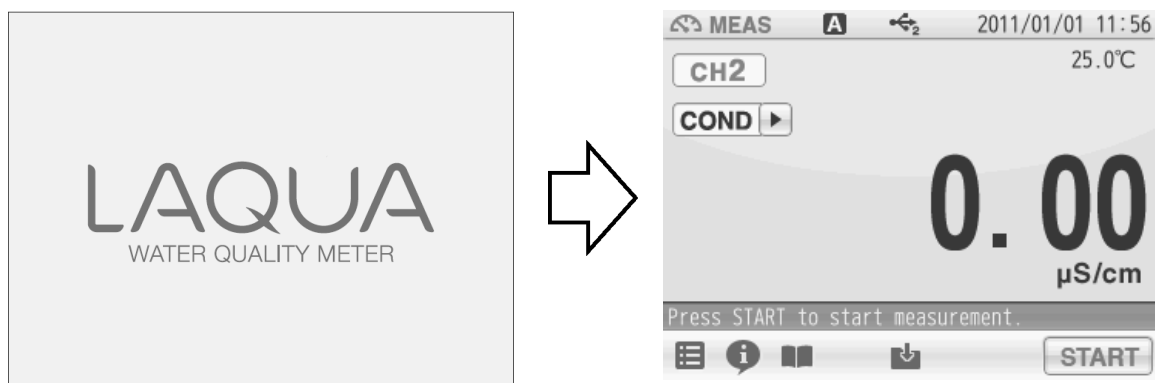 LAQUA
WATER QUALITY METER
MEAS A 2 2011/01/01 11:56
CH2 25.0℃
COND
0.00
µS/cm
Press START to start measurement.
START